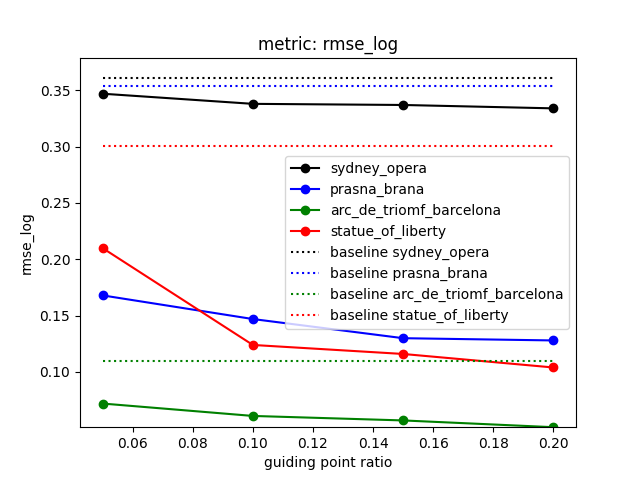 metric: rmse_log
0.35
0.30
0.25
0.20
0.15
0.10
rmse_log
sydney_opera
prasna_brana
arc_de_triomf_barcelona
statue_of_liberty
baseline sydney_opera
baseline prasna_brana
baseline arc_de_triomf_barcelona
baseline statue_of_liberty
0.06 0.08 0.10 0.12 0.14 0.16 0.18 0.20
guiding point ratio